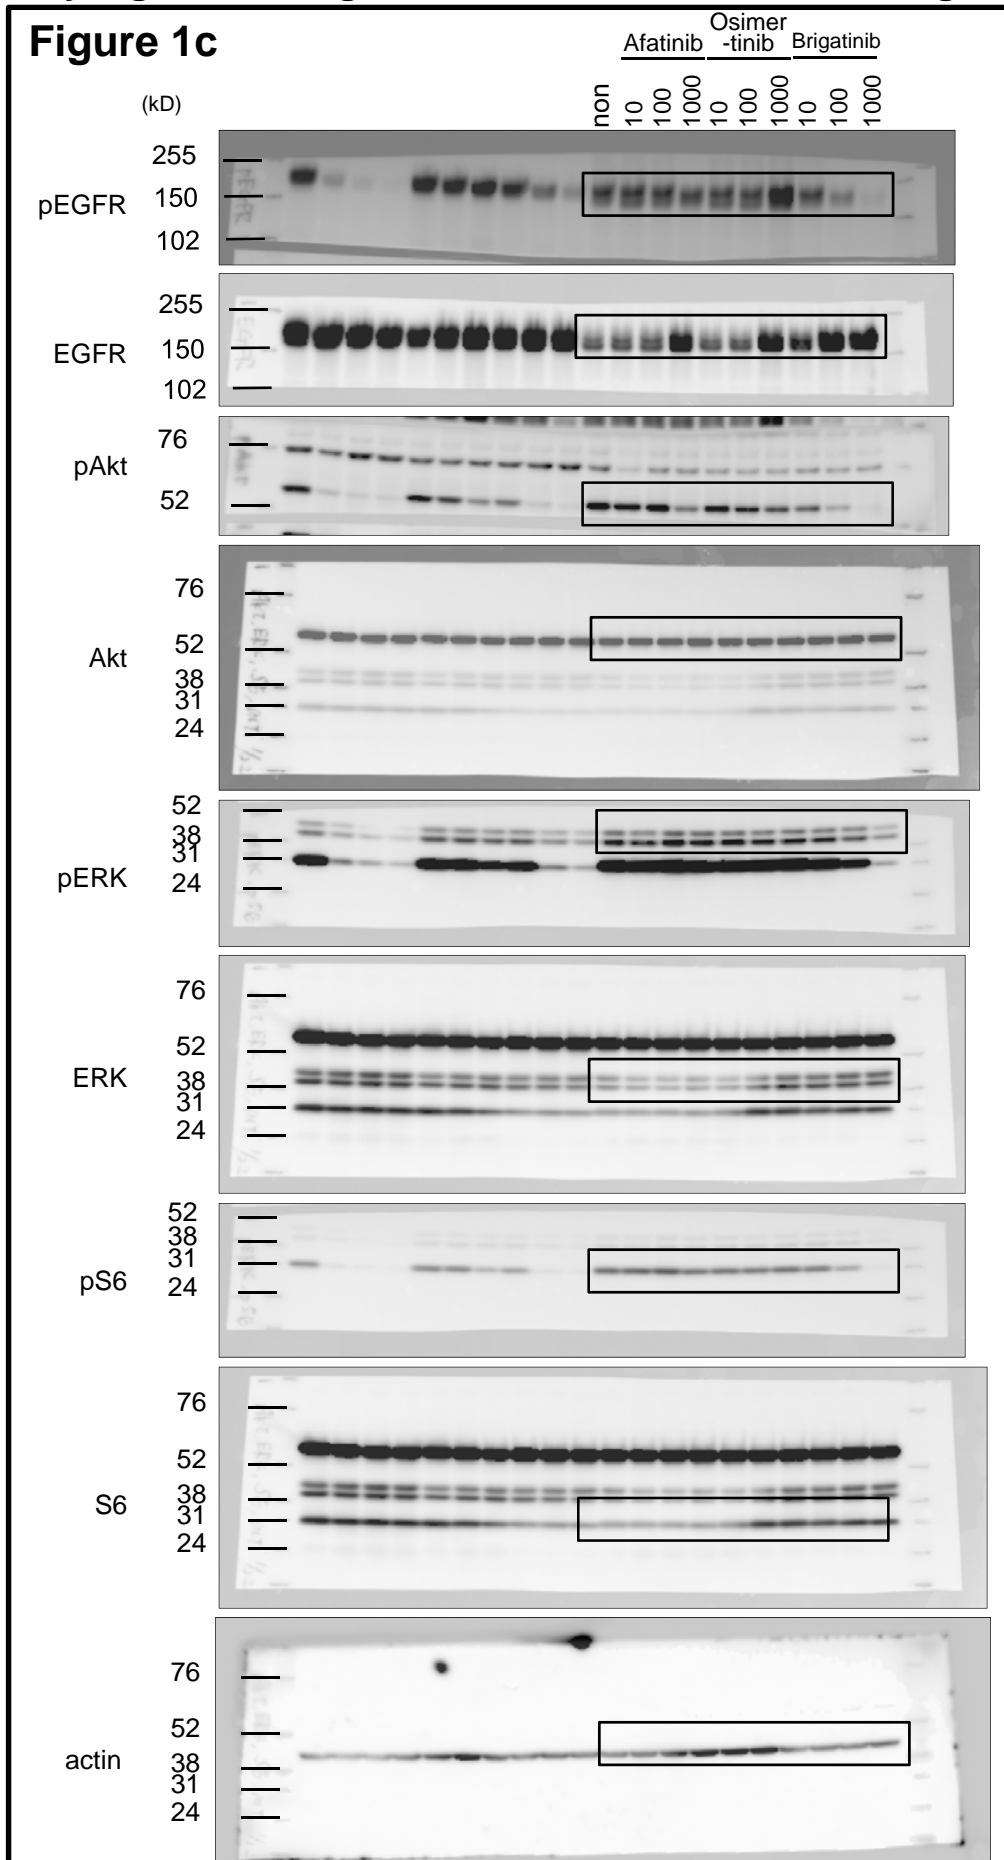 Figure 1c
Afatinib
Osimer
-tinib
Brigatinib
(kD)
non 10 100 1000 10 100 1000 10 100 1000
pEGFR
255
150
102
EGFR
255
150
102
pAkt
76
52
Akt
76
52
38
31
24
pERK
52
38
31
24
ERK
76
52
38
31
24
pS6
52
38
31
24
S6
76
52
38
31
24
actin
76
52
38
31
24